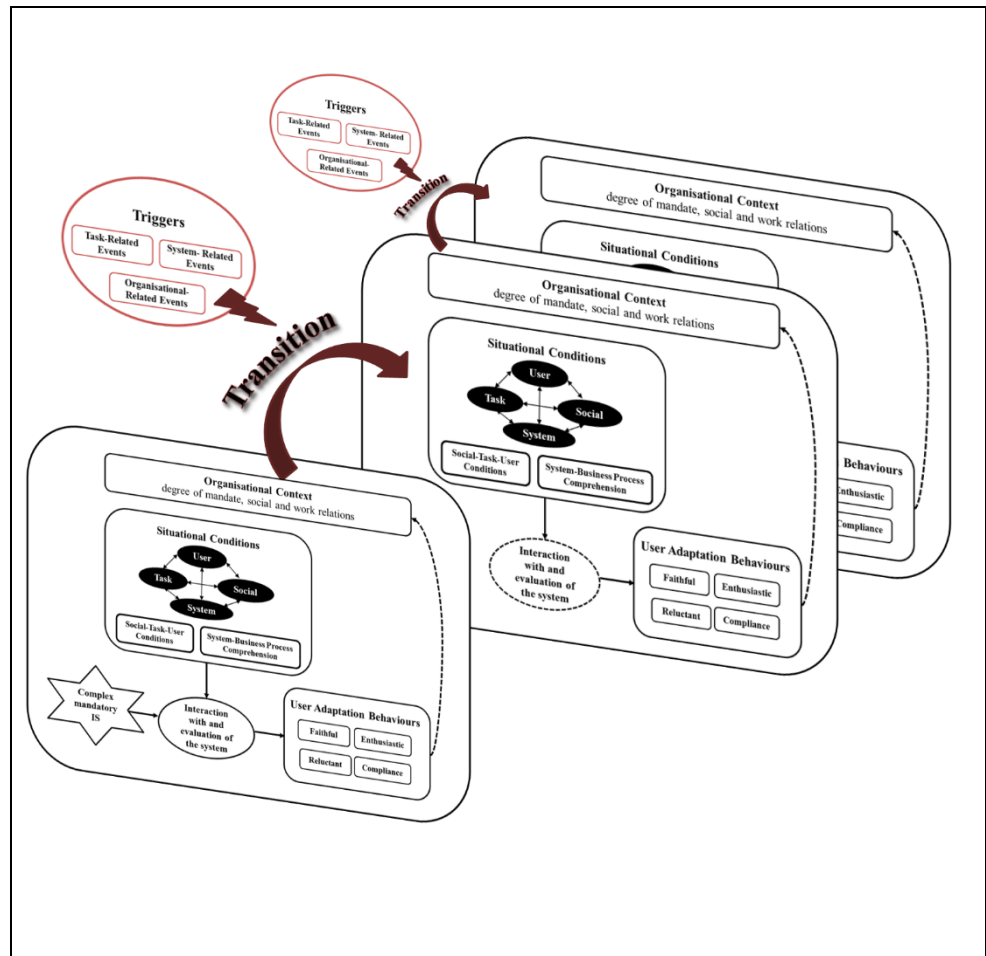 Triggers
Task-Related
Events
System- Related
Events
Organisational-
Related Events
Transition
Organisational Context
degree of mandate, social and work relations
Situational Conditions
Behaviours
Enthusiastic
Compliance
Triggers
Task-Related
Events
System- Related
Events
Organisational-
Related Events
Transition
Organisational Context
degree of mandate, social and work relations
Situational Conditions
User
Task
Social
System
Social-Task-User
Conditions
System-Business Process
Comprehension
Interaction
with and
evaluation of
the system
User Adaptation Behaviours
Faithful
Enthusiastic
Reluctant
Compliance
Organisational Context
degree of mandate, social and work relations
Situational Conditions
User
Task
Social
System
Social-Task-User
Conditions
System-Business Process
Comprehension
Complex
mandatory
IS
Interaction
with and
evaluation of
the system
User Adaptation Behaviours
Faithful
Enthusiastic
Reluctant
Compliance